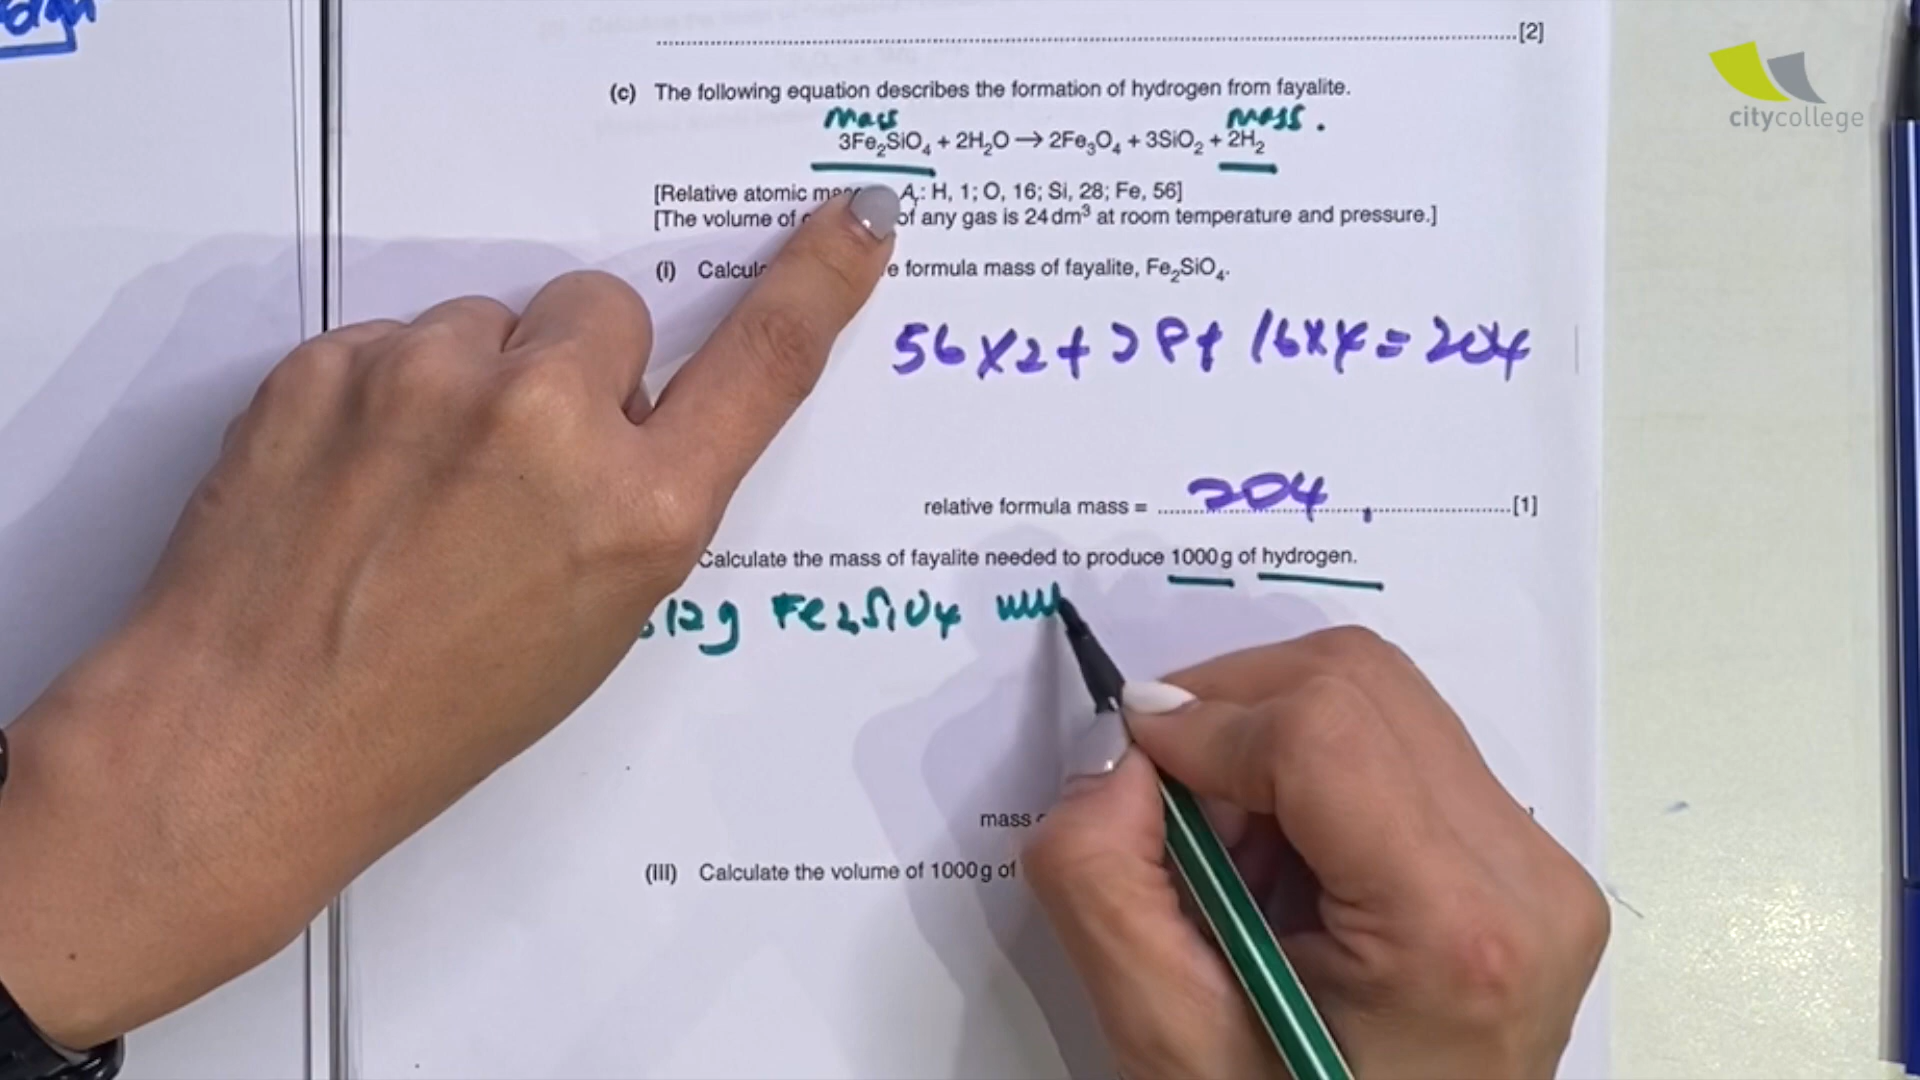 [2]
citycollege
(c) The following equation describes the formation of hydrogen from fayalite.
mass mass.
3Fe₂SiO₄ + 2H₂O → 2Fe₃O₄ + 3SiO₂ + 2H₂
[Relative atomic Aᵣ: H, 1; O, 16; Si, 28; Fe, 56]
[The volume of of any gas is 24 dm³ at room temperature and pressure.]
(i) formula mass of fayalite, Fe₂SiO₄.
56×2+28+16×4=204
relative formula mass = 204 [1]
Calculate the mass of fayalite needed to produce 1000 g of hydrogen.
612g Fe₂SiO₄
mass
(iii) Calculate the volume of 1000 g of